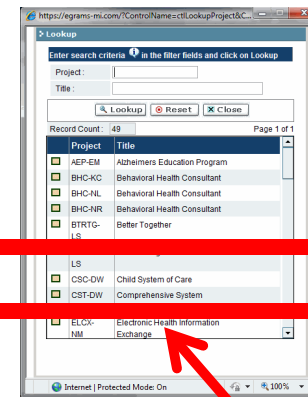 https://egrams-mi.com/?ControlName=ctlLookupProject&C...
Lookup
Enter search criteria in the filter fields and click on Lookup
Project :
Title :
Lookup Reset Close
Record Count: 49 Page 1 of 1
Project Title
AEP-EM Alzheimers Education Program
BHC-KC Behavioral Health Consultant
BHC-NL Behavioral Health Consultant
BHC-NR Behavioral Health Consultant
BTRTG-LS Better Together
LS
CSC-DW Child System of Care
CST-DW Comprehensive System
ELCX-NM Electronic Health Information Exchange
Internet | Protected Mode: On 100%